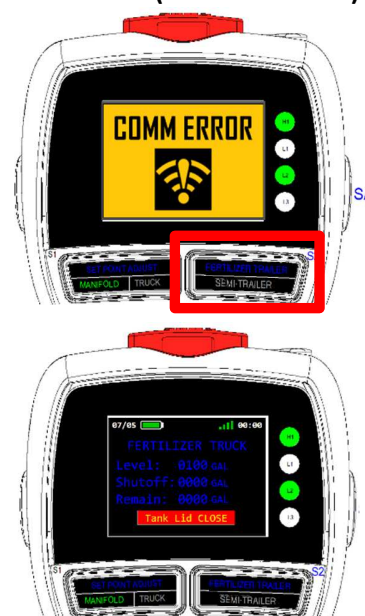 COMM ERROR
H1
L1
L2
L3
S1
SET POINT ADJUST
MANIFOLD TRUCK
FERTILIZER TRAILER
SEMI-TRAILER
07/05 00:00
FERTILIZER TRUCK
Level: 0100 GAL
Shutoff: 0000 GAL
Remain: 0000 GAL
Tank Lid CLOSE
H1
L1
L2
L3
S1
S2
SET POINT ADJUST
MANIFOLD TRUCK
FERTILIZER TRAILER
SEMI-TRAILER